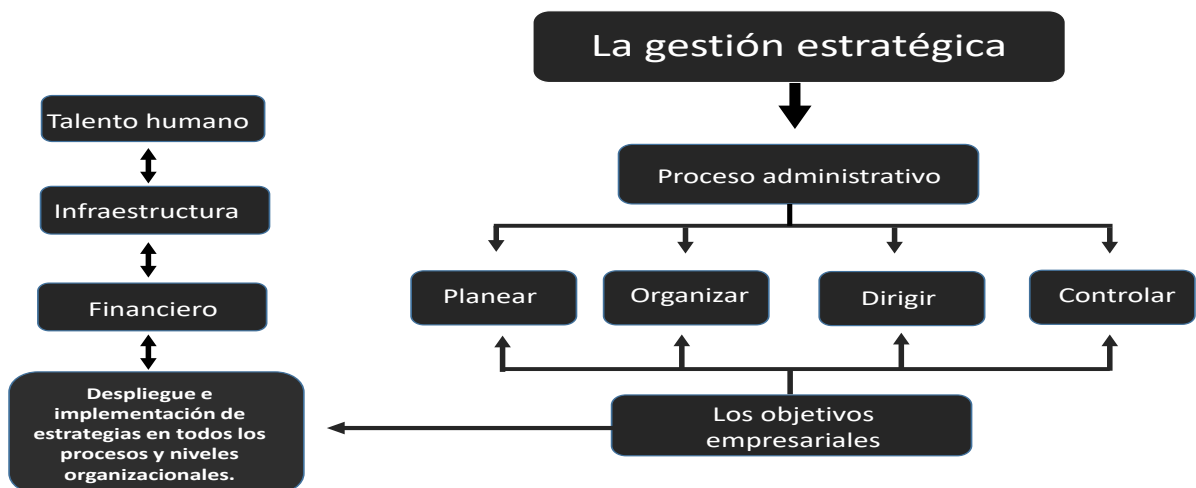 La gestión estratégica
Talento humano
Proceso administrativo
Infraestructura
Planear
Organizar
Dirigir
Controlar
Financiero
Despliegue e
implementación de
estrategias en todos los
procesos y niveles
organizacionales.
Los objetivos
empresariales